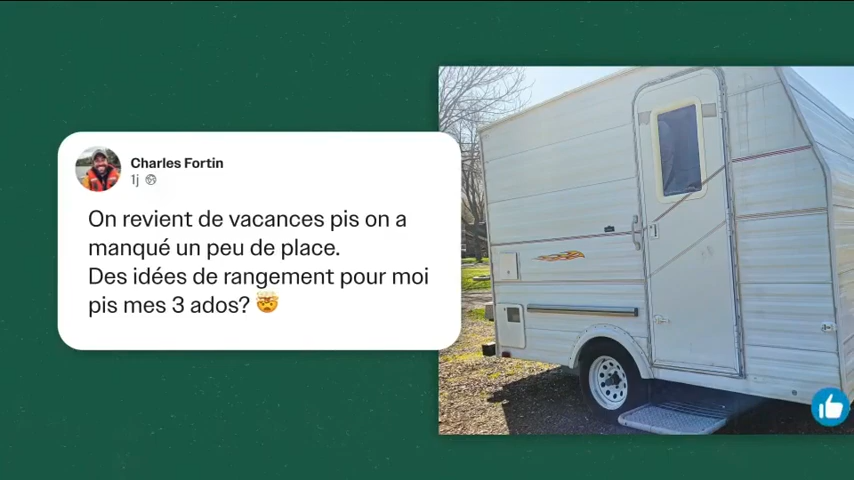 Charles Fortin
1j
On revient de vacances pis on a
manqué un peu de place.
Des idées de rangement pour moi
pis mes 3 ados? 🤯